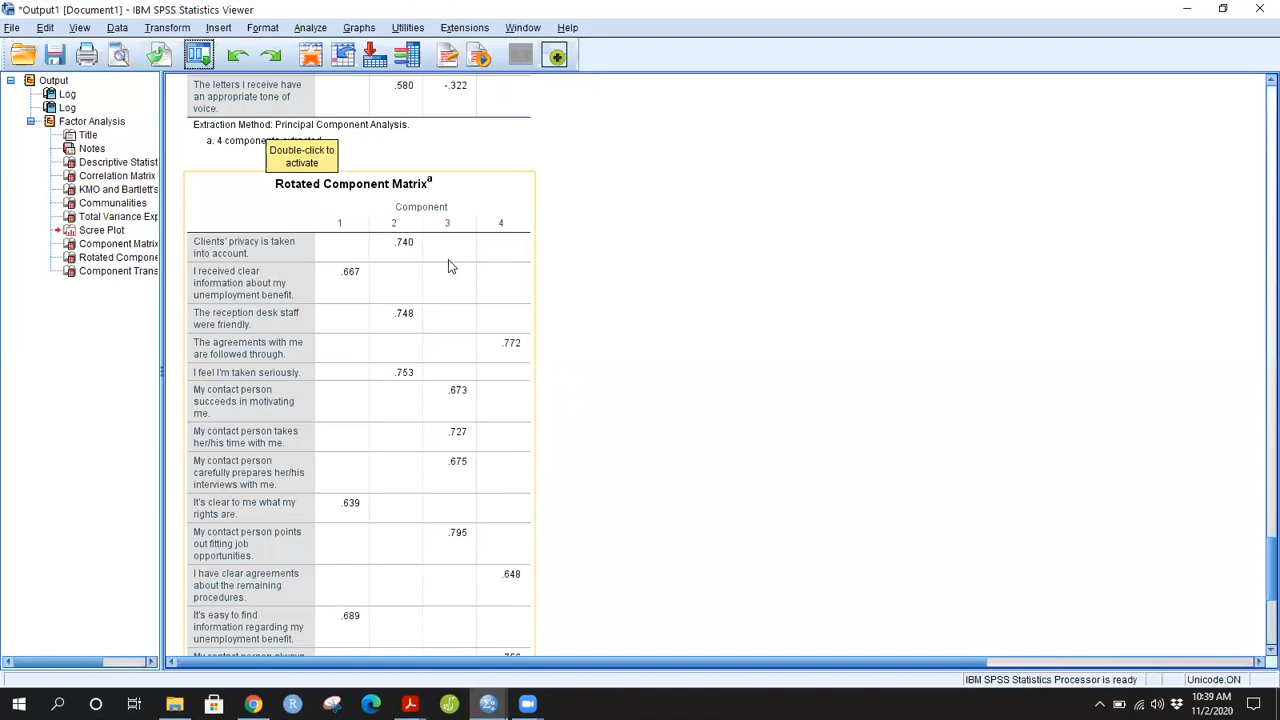 *Output1 [Document1] - IBM SPSS Statistics Viewer
File Edit View Data Transform Insert Format Analyze Graphs Utilities Extensions Window Help
Output
Log
Log
Factor Analysis
Title
Notes
Descriptive Statist
Correlation Matrix
KMO and Bartlett's
Communalities
Total Variance Exp
Scree Plot
Component Matrix
Rotated Compone
Component Trans
The letters I receive have .580 -.322
an appropriate tone of
voice.
Extraction Method: Principal Component Analysis.
a. 4 components extracted.
Double-click to
activate
Rotated Component Matrixa
Component
1 2 3 4
Clients' privacy is taken .740
into account.
I received clear .667
information about my
unemployment benefit.
The reception desk staff .748
were friendly.
The agreements with me .772
are followed through.
I feel I'm taken seriously. .753
My contact person .673
succeeds in motivating
me.
My contact person takes .727
her/his time with me.
My contact person .675
carefully prepares her/his
interviews with me.
It's clear to me what my .639
rights are.
My contact person points .795
out fitting job
opportunities.
I have clear agreements .648
about the remaining
procedures.
It's easy to find .689
information regarding my
unemployment benefit.
My contact person always .756
IBM SPSS Statistics Processor is ready Unicode:ON
10:39 AM
11/2/2020